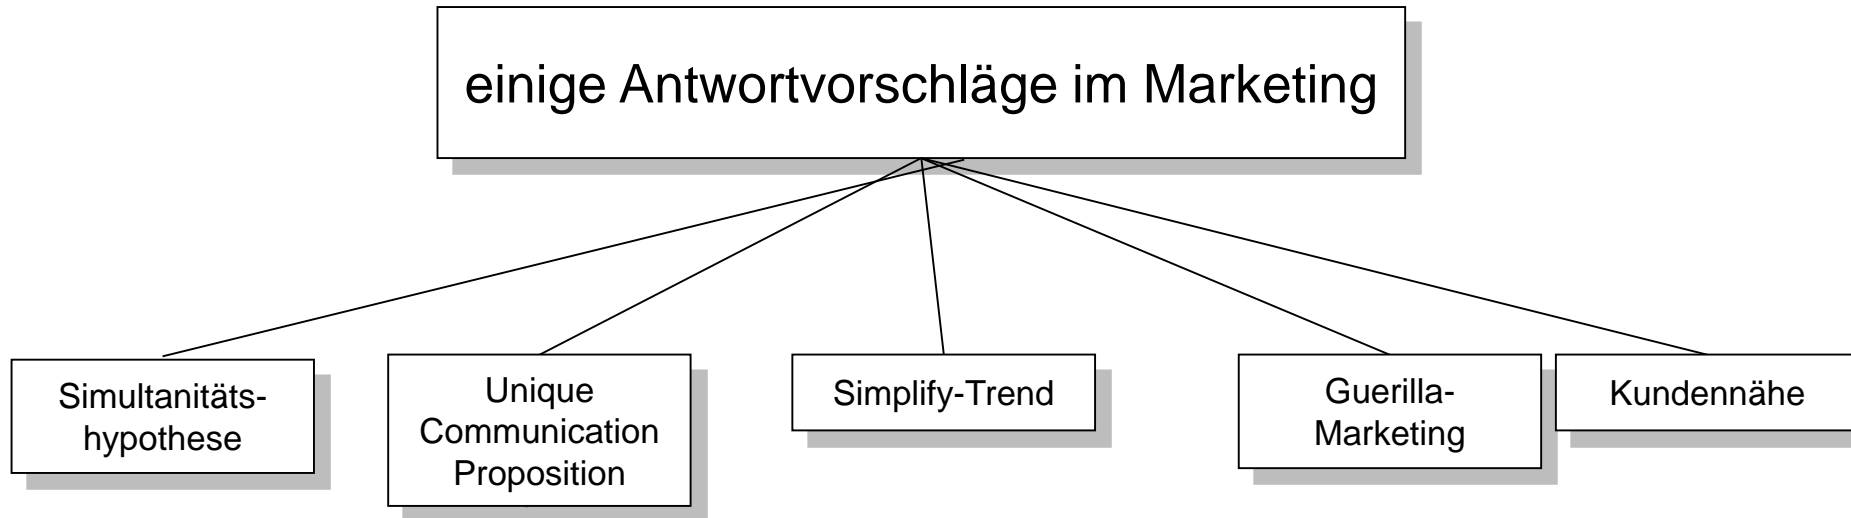 einige Antwortvorschläge im Marketing
Simultanitäts-
hypothese
Unique
Communication
Proposition
Simplify-Trend
Guerilla-
Marketing
Kundennähe